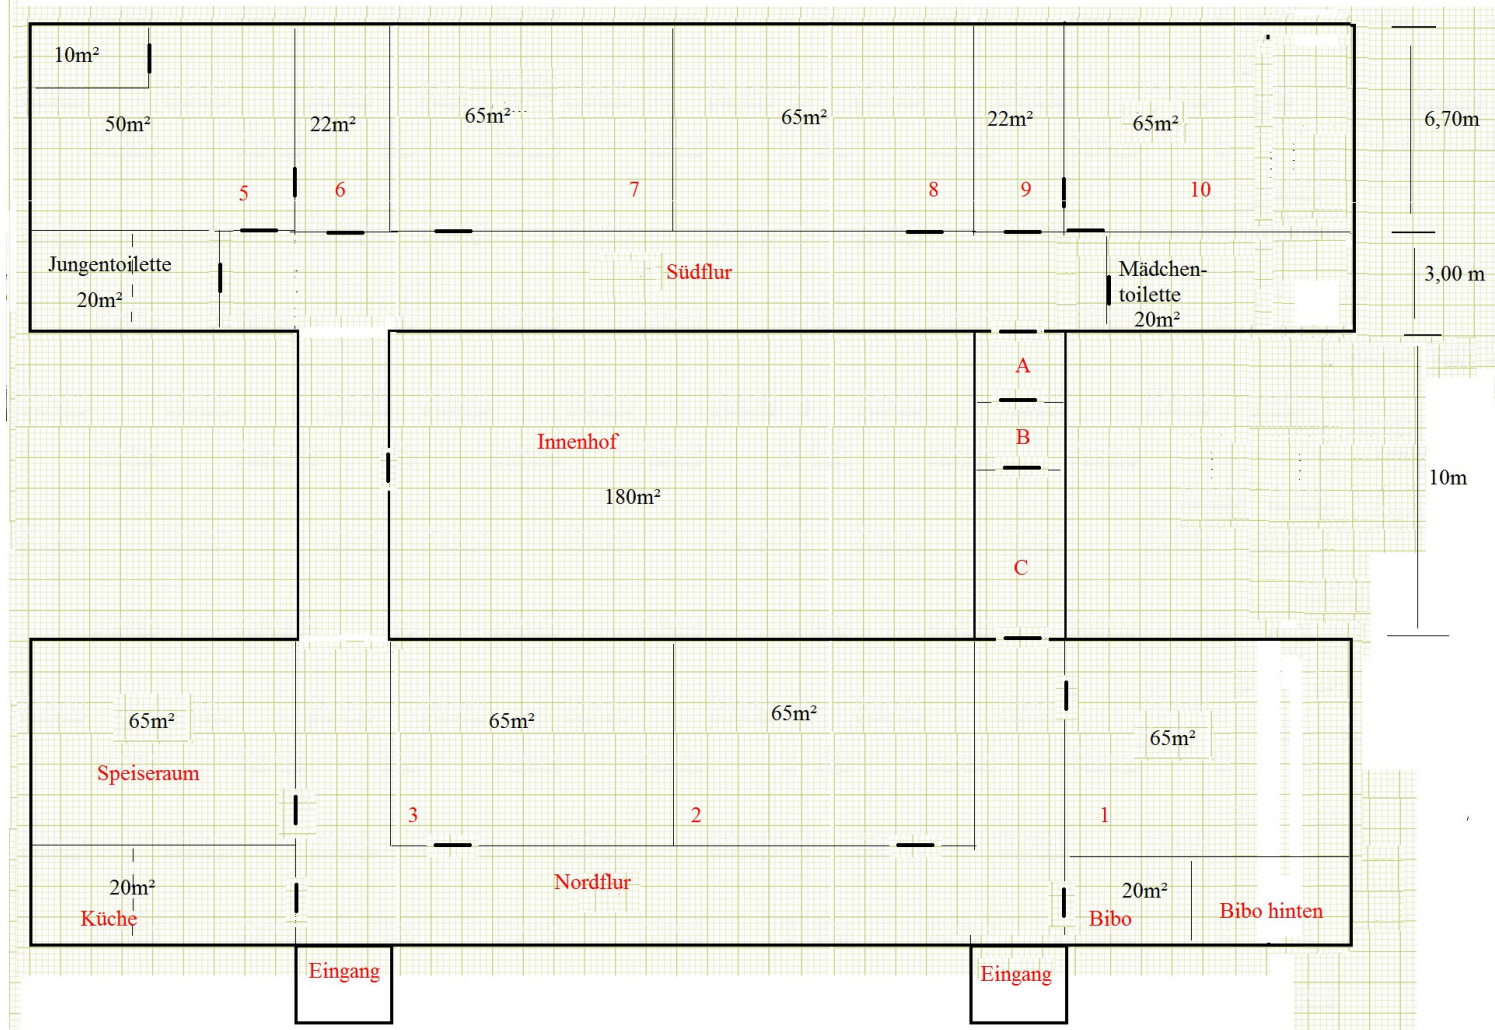 10m²
50m²
22m²
65m²
65m²
22m²
65m²
6,70m
5
6
7
8
9
10
Jungentoilette
20m²
Südflur
Mädchen-
toilette
20m²
3,00 m
A
B
C
Innenhof
180m²
10m
65m²
Speiseraum
65m²
65m²
65m²
3
2
1
20m²
Küche
Nordflur
20m²
Bibo
Bibo hinten
Eingang
Eingang